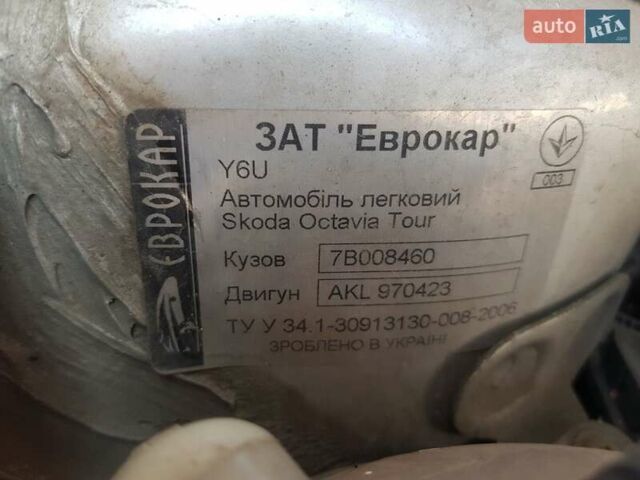 auto RIA.com
ЄВРОКАР
ЗАТ "Еврокар"
Y6U
003
Автомобіль легковий
Skoda Octavia Tour
Кузов 7B008460
Двигун AKL 970423
ТУ У 34.1-30913130-008-2006
ЗРОБЛЕНО В УКРАЇНІ